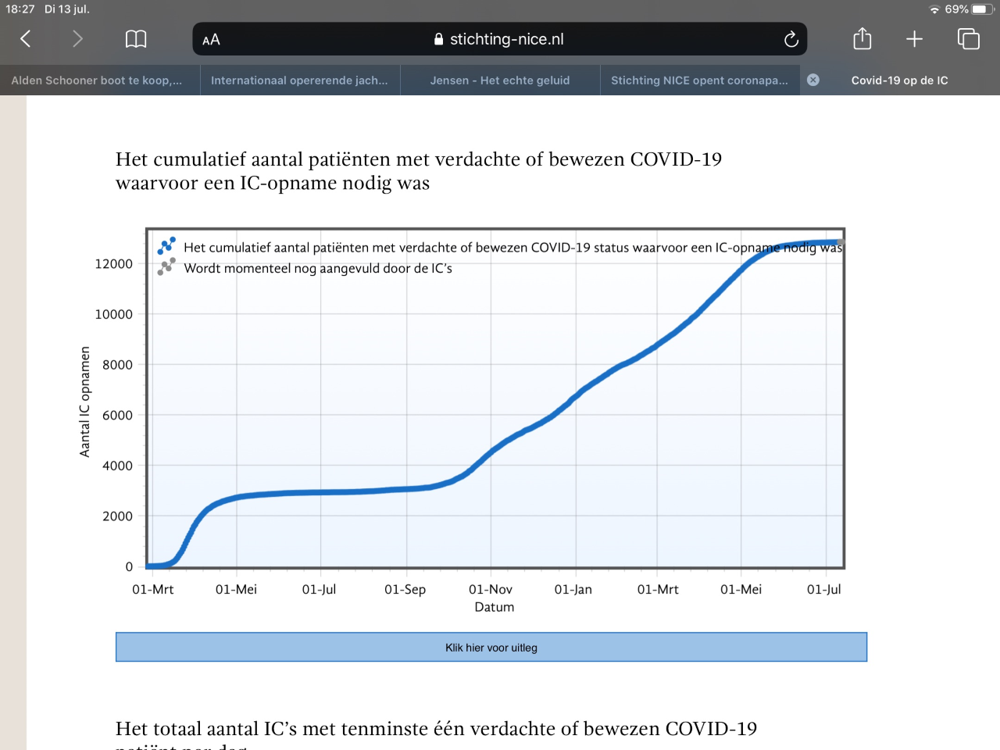 18:27 Di 13 jul.
69%
AA
stichting-nice.nl
Alden Schooner boot te koop,...
Internationaal opererende jach...
Jensen - Het echte geluid
Stichting NICE opent coronapa...
Covid-19 op de IC
Het cumulatief aantal patiënten met verdachte of bewezen COVID-19
waarvoor een IC-opname nodig was
Het cumulatief aantal patiënten met verdachte of bewezen COVID-19 status waarvoor een IC-opname nodig was
Wordt momenteel nog aangevuld door de IC's
12000
10000
8000
6000
4000
2000
0
Aantal IC opnamen
01-Mrt
01-Mei
01-Jul
01-Sep
01-Nov
01-Jan
01-Mrt
01-Mei
01-Jul
Datum
Klik hier voor uitleg
Het totaal aantal IC's met tenminste één verdachte of bewezen COVID-19
patiënt per dag